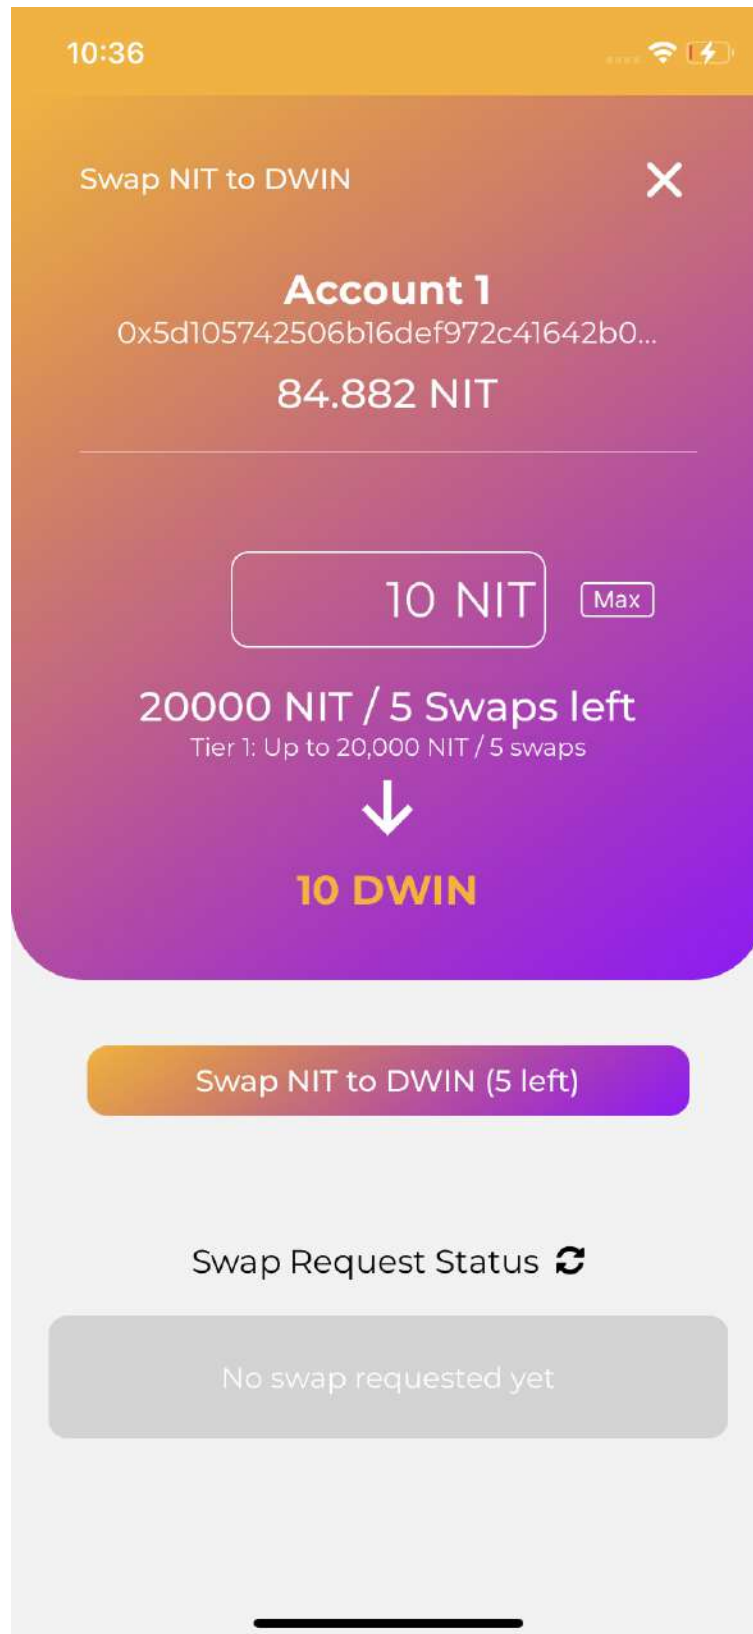 10:36
Swap NIT to DWIN
Account 1
0x5d105742506b16def972c41642b0...
84.882 NIT
10 NIT
Max
20000 NIT / 5 Swaps left
Tier 1: Up to 20,000 NIT / 5 swaps
10 DWIN
Swap NIT to DWIN (5 left)
Swap Request Status
No swap requested yet